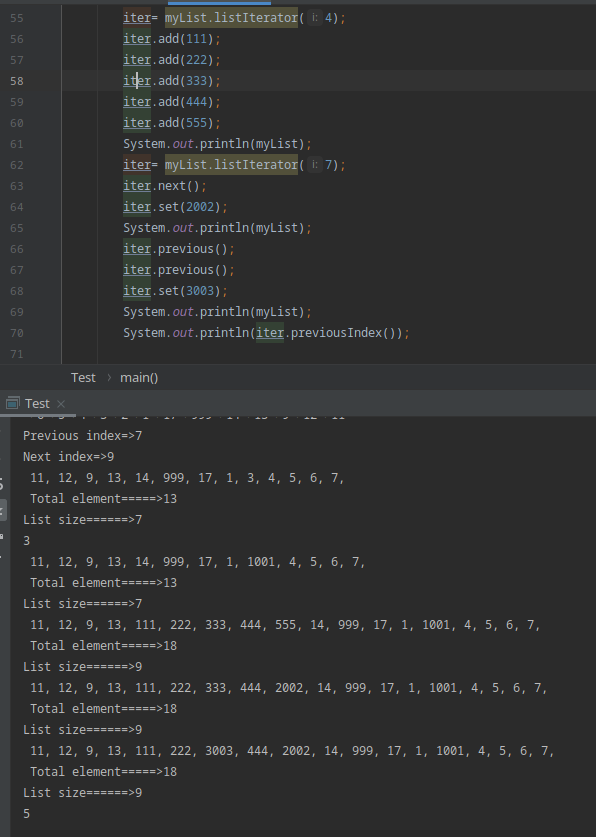 55 iter= myList.listIterator( i: 4);
56 iter.add(111);
57 iter.add(222);
58 iter.add(333);
59 iter.add(444);
60 iter.add(555);
61 System.out.println(myList);
62 iter= myList.listIterator( i: 7);
63 iter.next();
64 iter.set(2002);
65 System.out.println(myList);
66 iter.previous();
67 iter.previous();
68 iter.set(3003);
69 System.out.println(myList);
70 System.out.println(iter.previousIndex());
71
Test › main()
Test ×
Previous index=>7
Next index=>9
11, 12, 9, 13, 14, 999, 17, 1, 3, 4, 5, 6, 7,
Total element=====>13
List size======>7
3
11, 12, 9, 13, 14, 999, 17, 1, 1001, 4, 5, 6, 7,
Total element=====>13
List size======>7
11, 12, 9, 13, 111, 222, 333, 444, 555, 14, 999, 17, 1, 1001, 4, 5, 6, 7,
Total element=====>18
List size======>9
11, 12, 9, 13, 111, 222, 333, 444, 2002, 14, 999, 17, 1, 1001, 4, 5, 6, 7,
Total element=====>18
List size======>9
11, 12, 9, 13, 111, 222, 3003, 444, 2002, 14, 999, 17, 1, 1001, 4, 5, 6, 7,
Total element=====>18
List size======>9
5